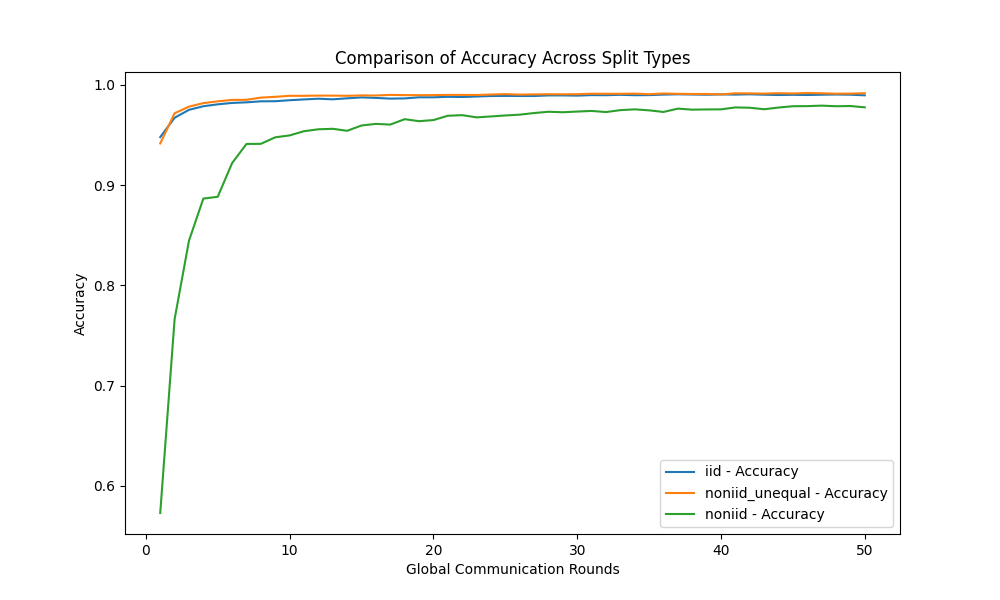 Comparison of Accuracy Across Split Types
Accuracy
1.0
0.9
0.8
0.7
0.6
0
10
20
30
40
50
Global Communication Rounds
iid - Accuracy
noniid_unequal - Accuracy
noniid - Accuracy